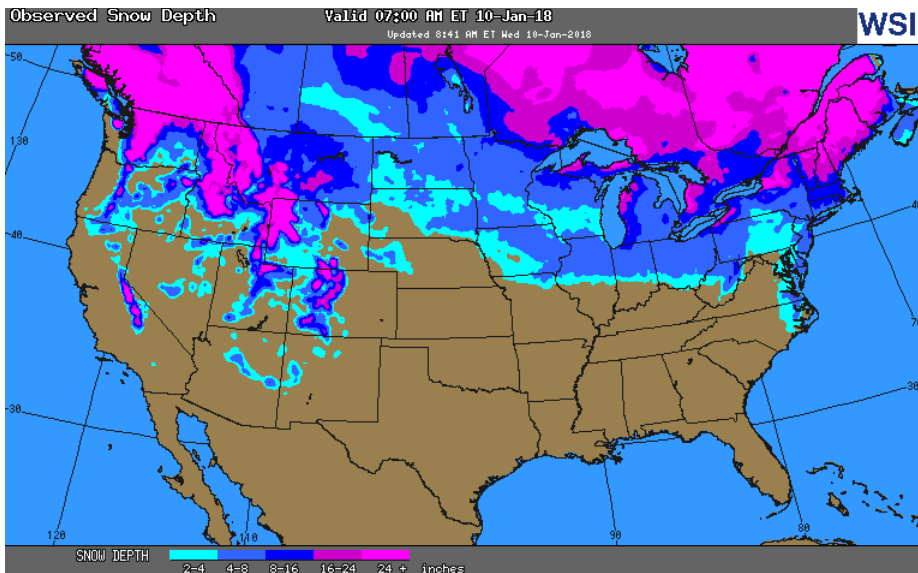 Observed Snow Depth Valid 07:00 AM ET 10-Jan-18
Updated 8:41 AM ET Wed 10-Jan-2018
WSI
50
130
40
40
30
30
120
110
90
80
SNOW DEPTH
2-4 4-8 8-16 16-24 24 + inches